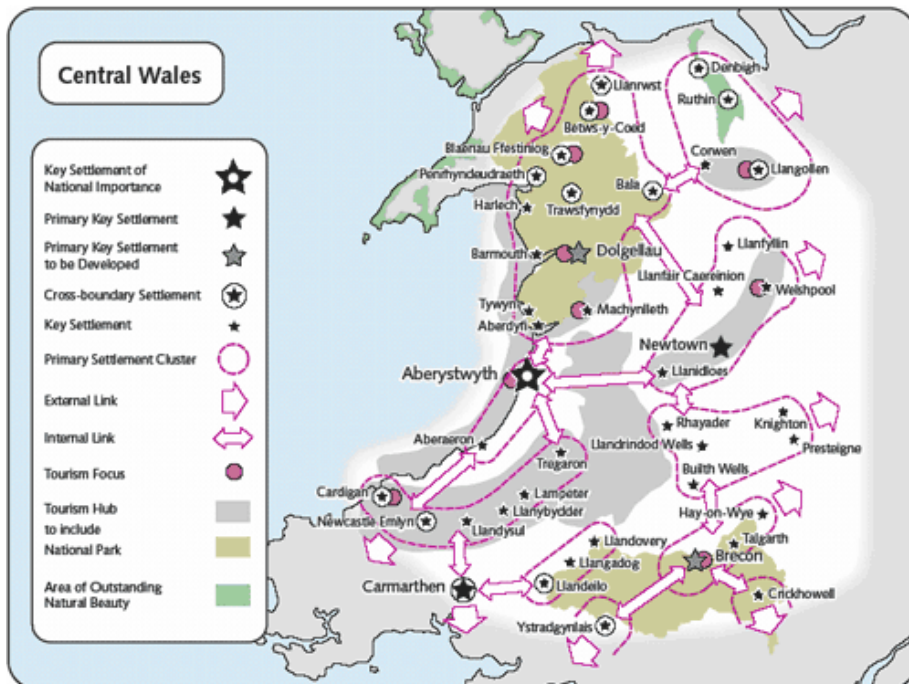 Central Wales
Key Settlement of
National Importance
Primary Key Settlement
Primary Key Settlement
to be Developed
Cross-boundary Settlement
Key Settlement
Primary Settlement Cluster
External Link
Internal Link
Tourism Focus
Tourism Hub
to include
National Park
Area of Outstanding
Natural Beauty
Denbigh
Llanrwst
Ruthin
Betws-y-Coed
Blaenau Ffestiniog
Corwen
Penrhyndeudraeth
Llangollen
Bala
Trawsfynydd
Harlech
Llanfyllin
Barmouth
Dolgellau
Llanfair Caereinion
Welshpool
Tywyn
Machynlleth
Aberdyfi
Newtown
Aberystwyth
Llanidloes
Rhayader
Knighton
Aberaeron
Llandrindod Wells
Presteigne
Tregaron
Builth Wells
Cardigan
Lampeter
Hay-on-Wye
Newcastle Emlyn
Llanybydder
Llandysul
Llandovery
Talgarth
Brecon
Llangadog
Carmarthen
Llandeilo
Crickhowell
Ystradgynlais